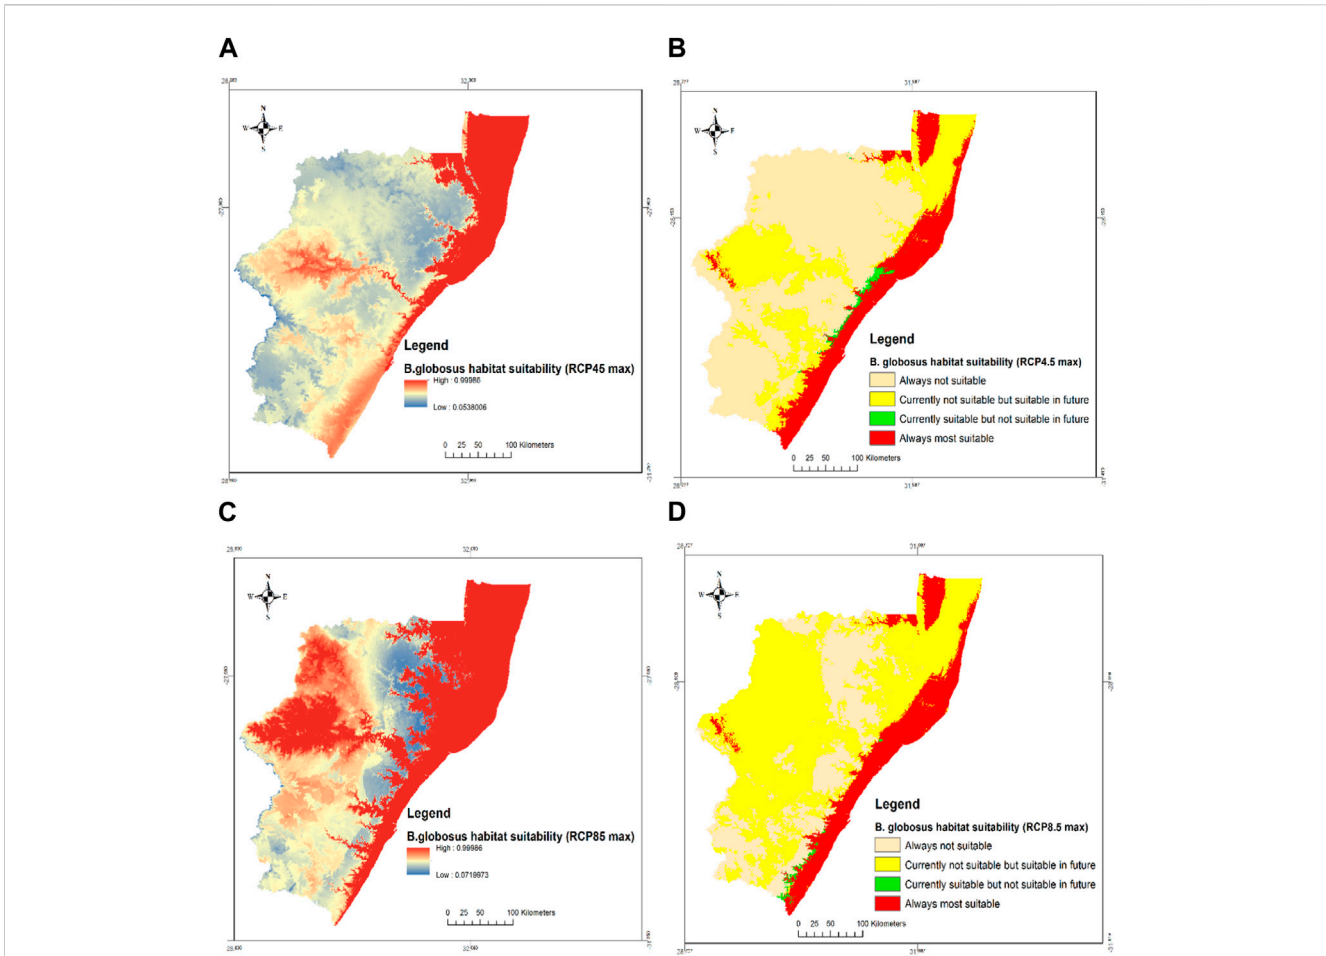 A
B
N
W E
S
N
W E
S
Legend
B.globosus habitat suitability (RCP45 max)
High : 0.99986
Low : 0.0538006
0 25 50 100 Kilometers
Legend
B. globosus habitat suitability (RCP4.5 max)
Always not suitable
Currently not suitable but suitable in future
Currently suitable but not suitable in future
Always most suitable
0 25 50 100 Kilometers
C
D
N
W E
S
N
W E
S
Legend
B.globosus habitat suitability (RCP85 max)
High : 0.99986
Low : 0.0719973
0 25 50 100 Kilometers
Legend
B. globosus habitat suitability (RCP8.5 max)
Always not suitable
Currently not suitable but suitable in future
Currently suitable but not suitable in future
Always most suitable
0 25 50 100 Kilometers